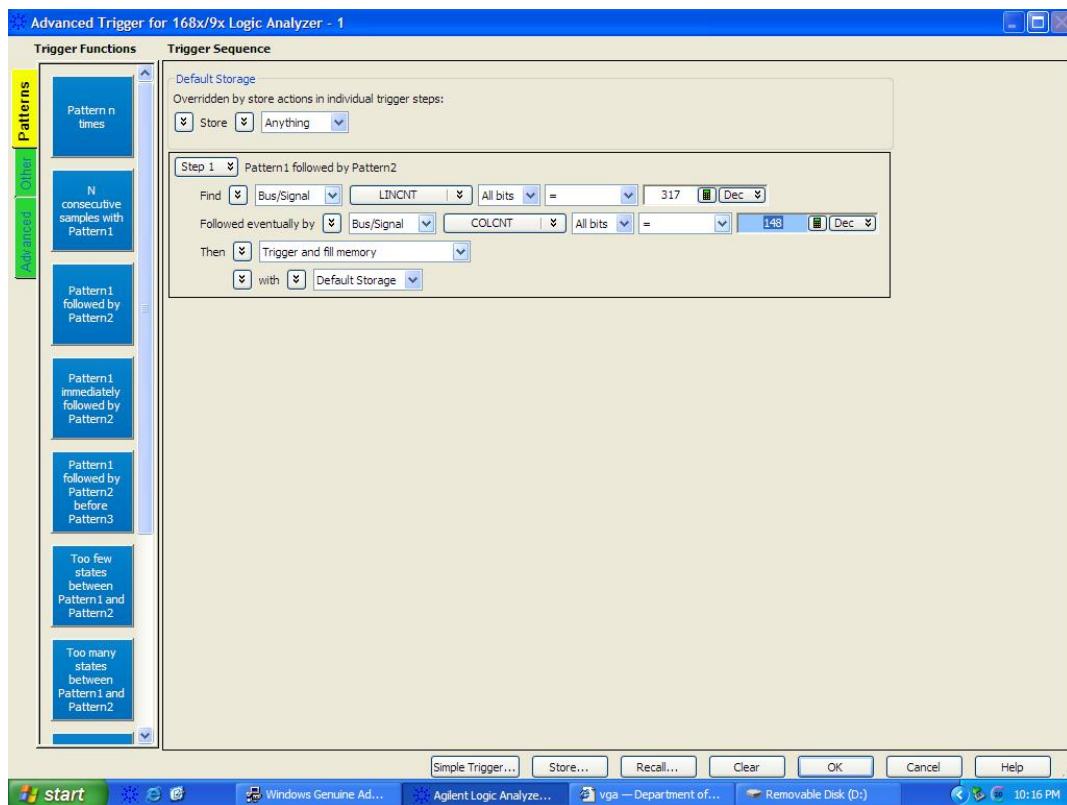 Advanced Trigger for 168x/9x Logic Analyzer - 1
Trigger Functions
Trigger Sequence
Patterns
Other
Advanced
Pattern n
times
N
consecutive
samples with
Pattern1
Pattern1
followed by
Pattern2
Pattern1
immediately
followed by
Pattern2
Pattern1
followed by
Pattern2
before
Pattern3
Too few
states
between
Pattern1 and
Pattern2
Too many
states
between
Pattern1 and
Pattern2
Default Storage
Overridden by store actions in individual trigger steps:
Store Anything
Step 1 Pattern1 followed by Pattern2
Find Bus/Signal LINCNT All bits = 317 Dec
Followed eventually by Bus/Signal COLCNT All bits = 148 Dec
Then Trigger and fill memory
with Default Storage
Simple Trigger... Store... Recall... Clear OK Cancel Help
start Windows Genuine Ad... Agilent Logic Analyze... vga — Department of... Removable Disk (D:) 10:16 PM